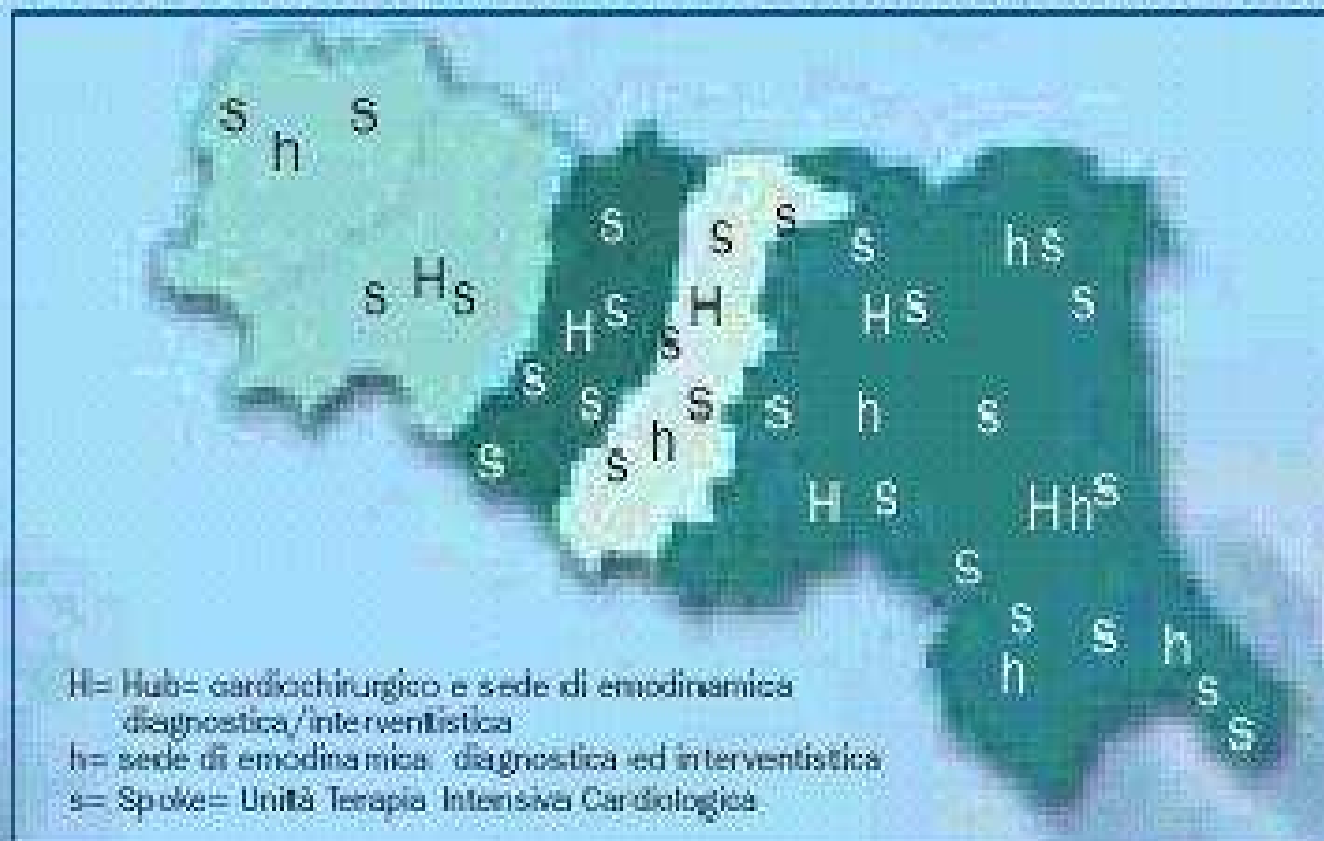 s s
h
s s s s h s
s H s H s H s s
s
s s s s h s
s h
s H s H h s
s
s s h
h s
s
H= Hub= cardiochirurgico e sede di emodinamica
diagnostica/interventistica
h= sede di emodinamica diagnostica ed interventistica
s= Spoke= Unità Terapia Intensiva Cardiologica